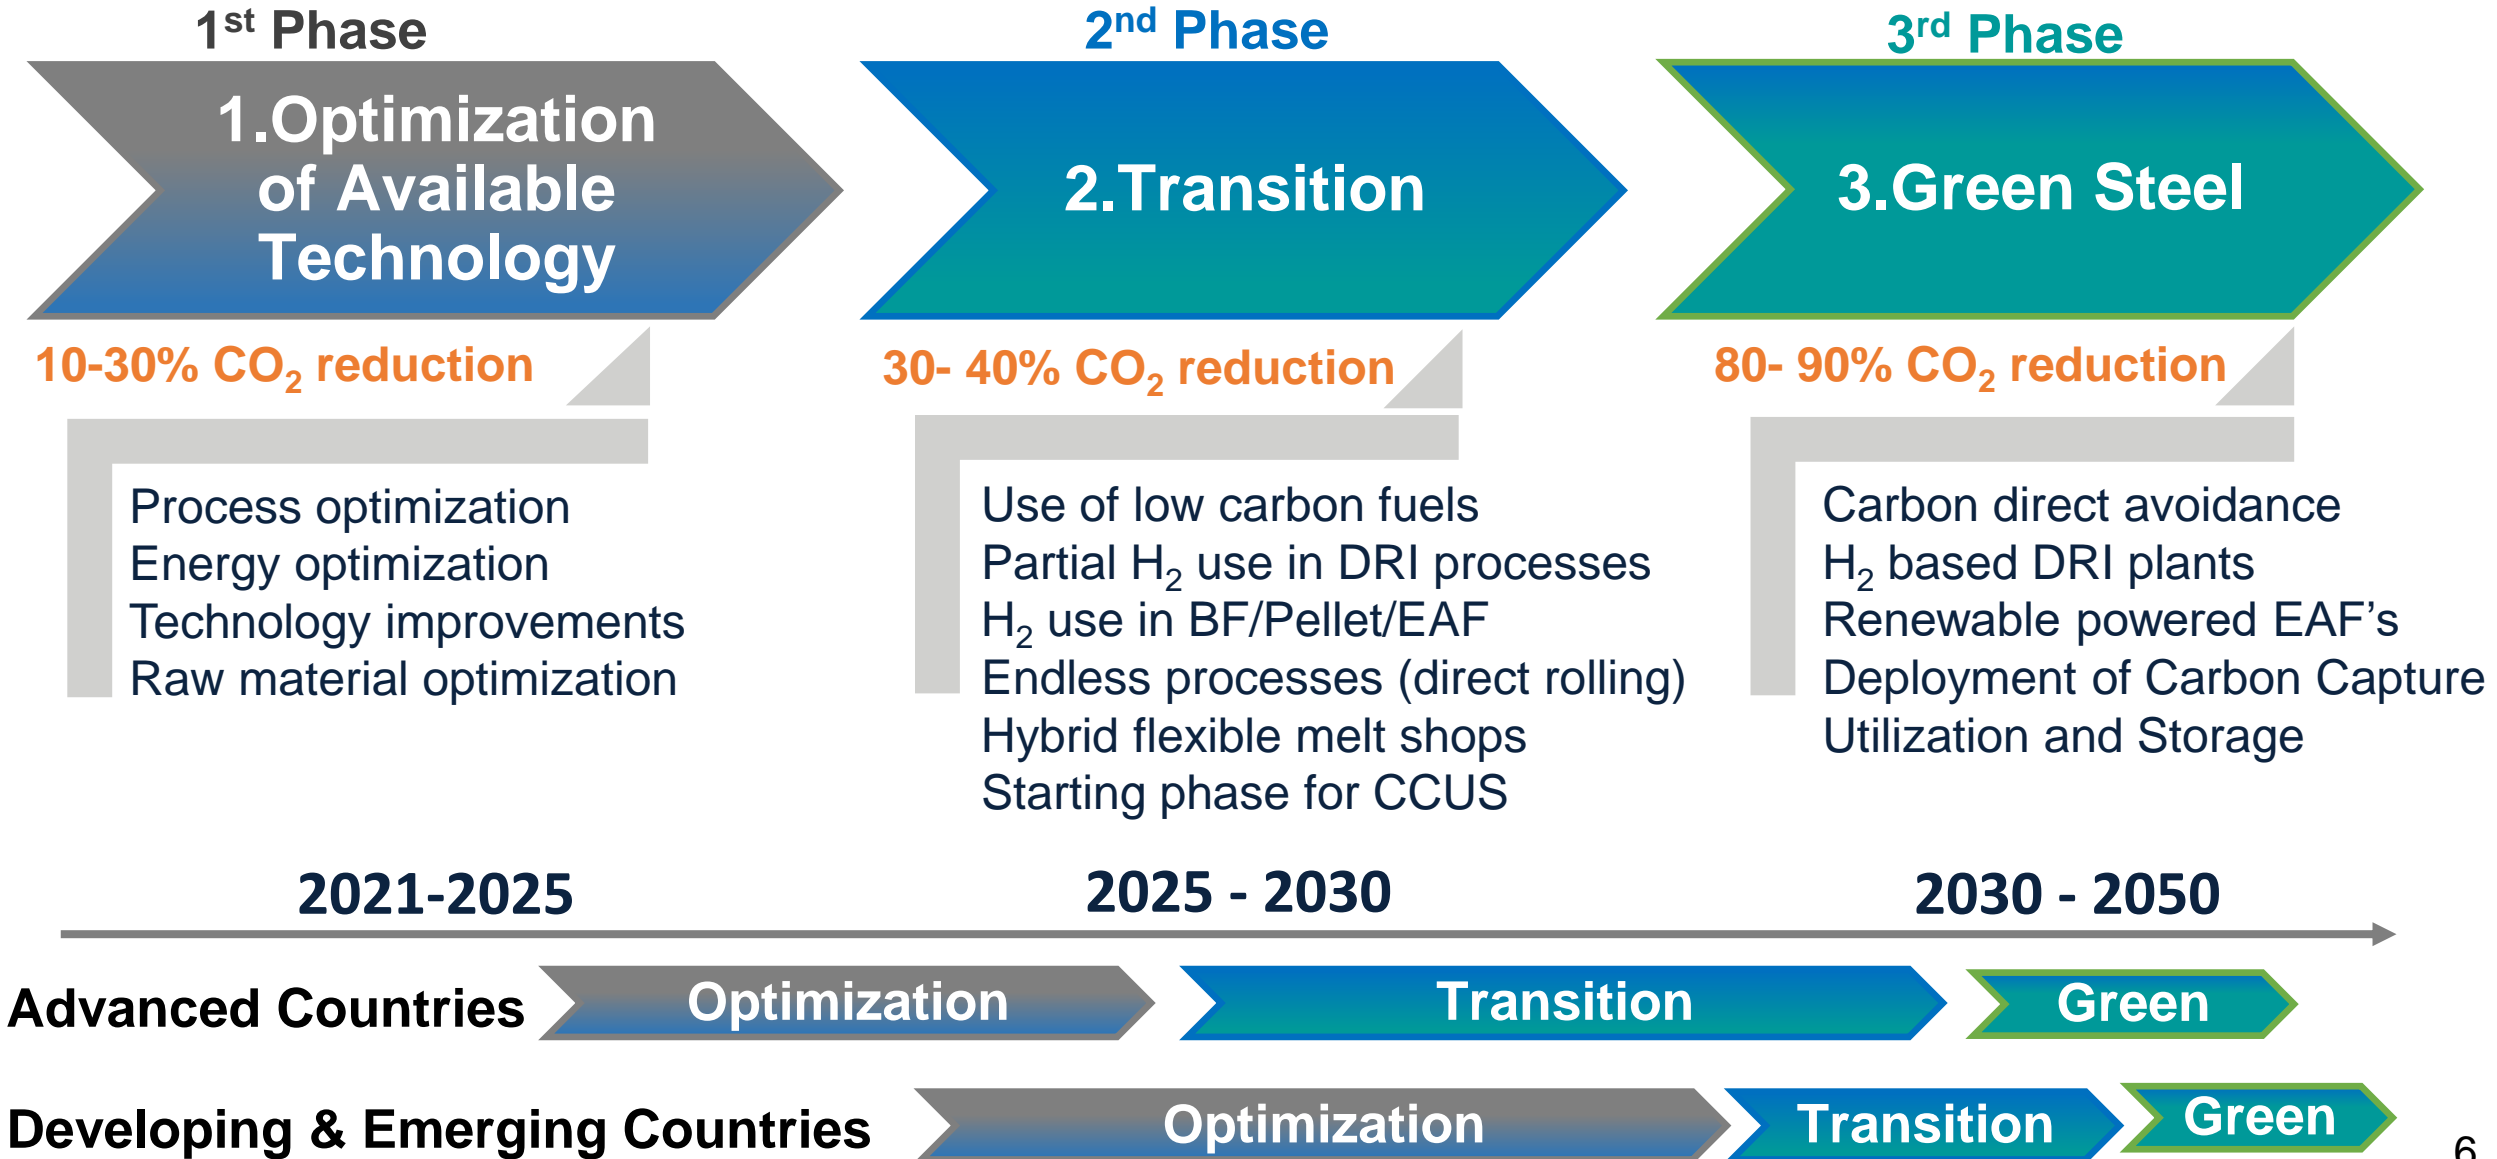 1st Phase
1.Optimization
of Available
Technology
10-30% CO2 reduction
Process optimization
Energy optimization
Technology improvements
Raw material optimization
2nd Phase
2.Transition
30- 40% CO2 reduction
Use of low carbon fuels
Partial H2 use in DRI processes
H2 use in BF/Pellet/EAF
Endless processes (direct rolling)
Hybrid flexible melt shops
Starting phase for CCUS
3rd Phase
3.Green Steel
80- 90% CO2 reduction
Carbon direct avoidance
H2 based DRI plants
Renewable powered EAF’s
Deployment of Carbon Capture
Utilization and Storage
2021-2025
2025 - 2030
2030 - 2050
Advanced Countries
Optimization
Transition
Green
Developing & Emerging Countries
Optimization
Transition
Green
6